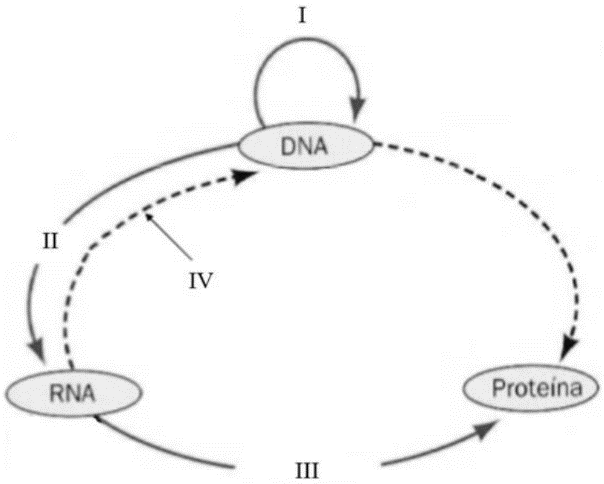 I
DNA
II
IV
RNA
Proteína
III